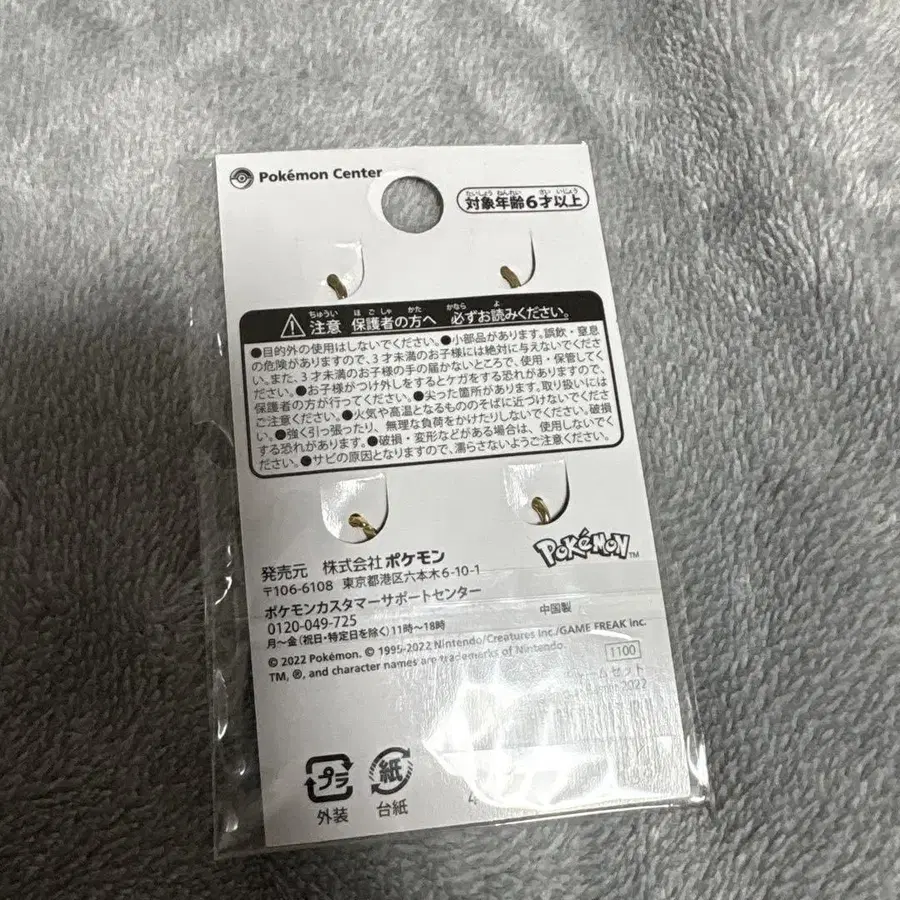 Pokémon Center
たいしょうねんれい さい いじょう
対象年齢6才以上
ちゅうい ほごしゃ かた かなら よ
注意 保護者の方へ 必ずお読みください。
●目的外の使用はしないでください。●小部品があります。誤飲・窒息
の危険がありますので、3才未満のお子様には絶対に与えないでくださ
い。また、3才未満のお子様の手の届かないところで、使用・保管してく
ださい。●お子様がつけ外しをするとケガをする恐れがありますので、
保護者の方が行ってください。●尖った箇所があります。取り扱いには
ご注意ください。●火気や高温となるもののそばに近づけないでくださ
い。●強く引っ張ったり、無理な負荷をかけたりしないでください。破損
する恐れがあります。●破損・変形などがある場合は、使用しないでく
ださい。●サビの原因となりますので、濡らさないようご注意ください。
発売元 株式会社 ポケモン
〒106-6108 東京都港区六本木6-10-1
ポケモンカスタマーサポートセンター
0120-049-725
月〜金(祝日・特定日を除く)11時〜18時
POKéMON TM
中国製
© 2022 Pokémon. © 1995-2022 Nintendo/Creatures Inc./GAME FREAK inc.
TM, ®, and character names are trademarks of Nintendo.
1100
チャームセット
2022
プラ
外装
紙
台紙
4